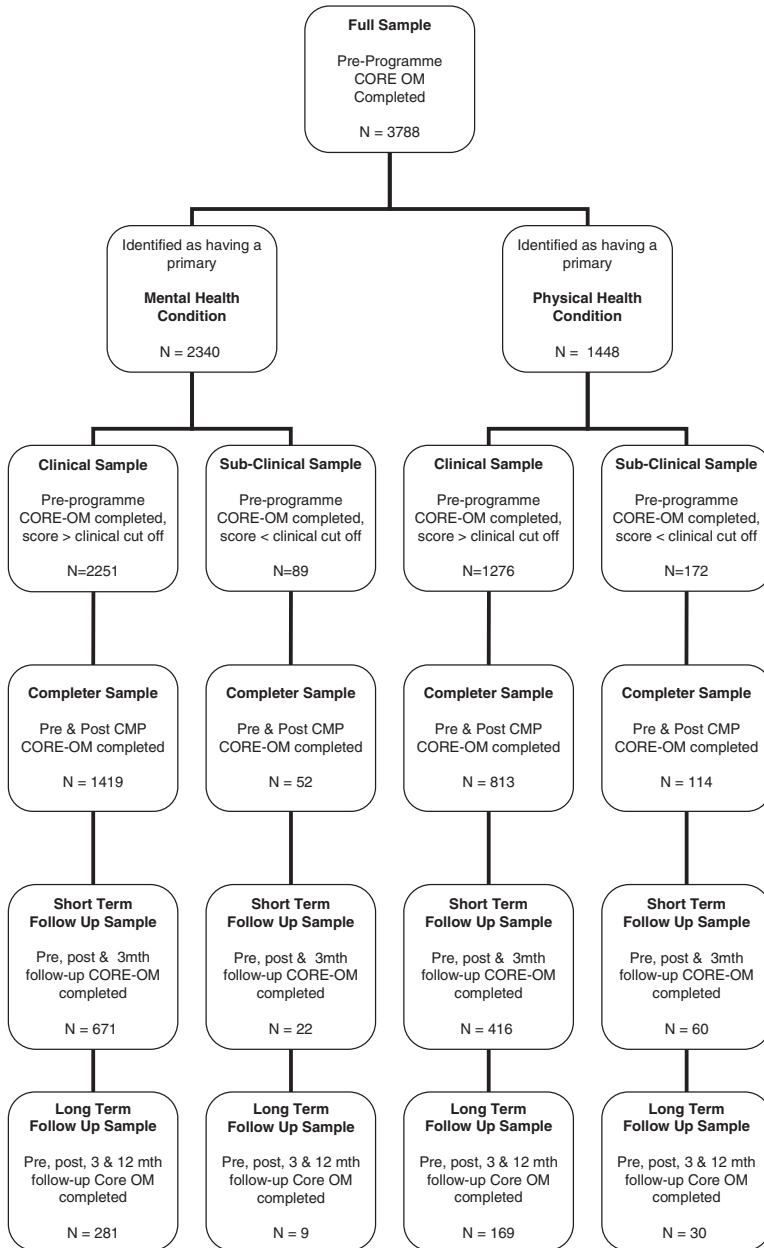 Full Sample
Pre-Programme
CORE OM
Completed
N = 3788
Identified as having a
primary
Mental Health
Condition
N = 2340
Identified as having a
primary
Physical Health
Condition
N = 1448
Clinical Sample
Pre-programme
CORE-OM completed,
score > clinical cut off
N=2251
Sub-Clinical Sample
Pre-programme
CORE-OM completed,
score < clinical cut off
N=89
Clinical Sample
Pre-programme
CORE-OM completed,
score > clinical cut off
N=1276
Sub-Clinical Sample
Pre-programme
CORE-OM completed,
score < clinical cut off
N=172
Completer Sample
Pre & Post CMP
CORE-OM completed
N = 1419
Completer Sample
Pre & Post CMP
CORE-OM completed
N = 52
Completer Sample
Pre & Post CMP
CORE-OM completed
N = 813
Completer Sample
Pre & Post CMP
CORE-OM completed
N = 114
Short Term
Follow Up Sample
Pre, post & 3mth
follow-up CORE-OM
completed
N = 671
Short Term
Follow Up Sample
Pre, post & 3mth
follow-up CORE-OM
completed
N = 22
Short Term
Follow Up Sample
Pre, post & 3mth
follow-up CORE-OM
completed
N = 416
Short Term
Follow Up Sample
Pre, post & 3mth
follow-up CORE-OM
completed
N = 60
Long Term
Follow Up Sample
Pre, post, 3 & 12 mth
follow-up Core OM
completed
N = 281
Long Term
Follow Up Sample
Pre, post, 3 & 12 mth
follow-up Core OM
completed
N = 9
Long Term
Follow Up Sample
Pre, post, 3 & 12 mth
follow-up Core OM
completed
N = 169
Long Term
Follow Up Sample
Pre, post, 3 & 12 mth
follow-up Core OM
completed
N = 30